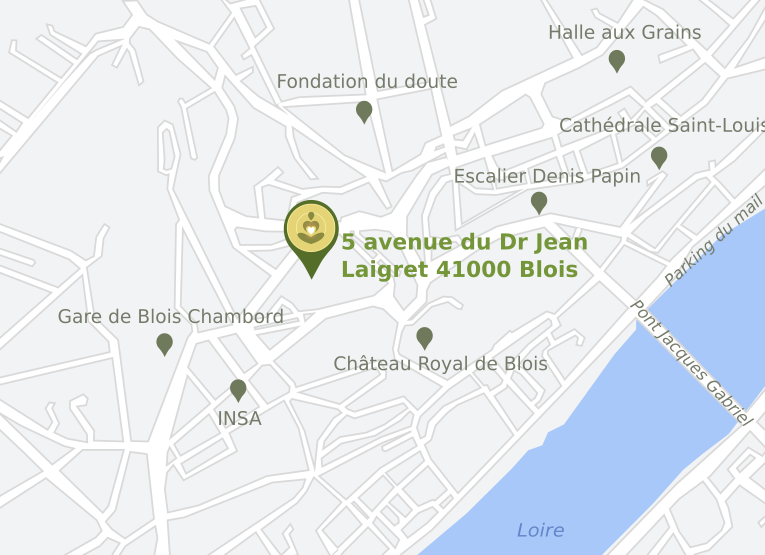 Halle aux Grains
Fondation du doute
Cathédrale Saint-Louis
Escalier Denis Papin
Parking du mail
5 avenue du Dr Jean
Laigret 41000 Blois
Gare de Blois Chambord
Pont Jacques Gabriel
Château Royal de Blois
INSA
Loire